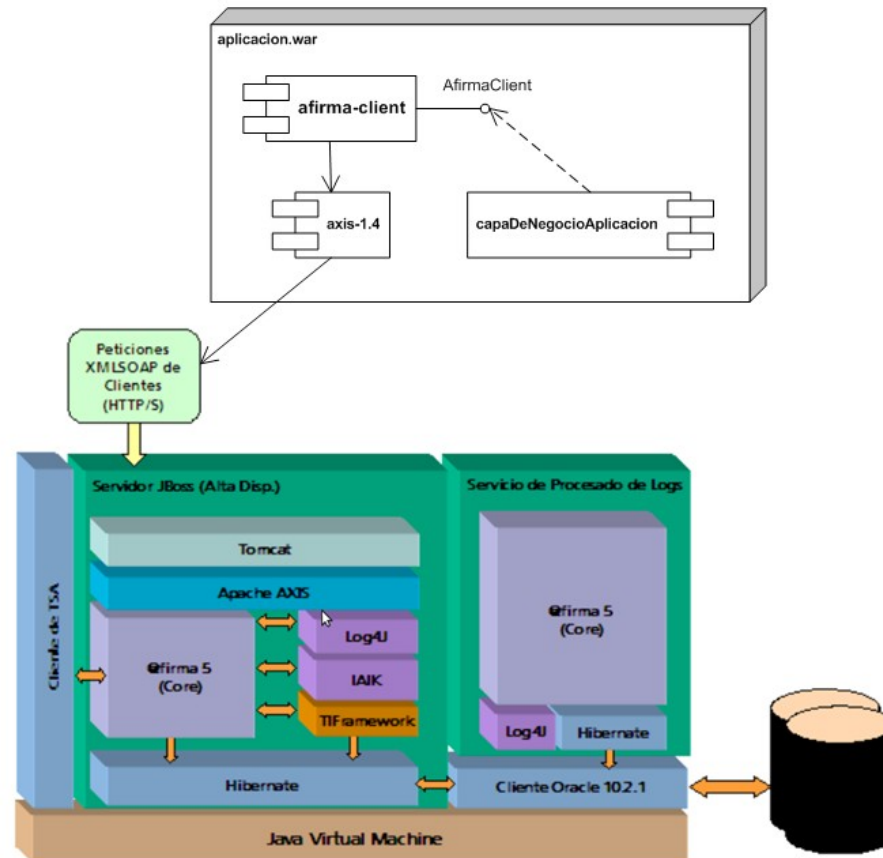 aplicacion.war
AfirmaClient
afirma-client
axis-1.4
capaDeNegocioAplicacion
Peticiones
XMLSOAP de
Clientes
(HTTP/S)
Servidor JBoss (Alta Disp.)
Servicio de Procesado de Logs
Tomcat
Apache AXIS
Cliente de TSA
@firma 5
(Core)
Log4J
IAIK
TIFramework
@firma 5
(Core)
Log4J
Hibernate
Hibernate
Cliente Oracle 10.2.1
Java Virtual Machine